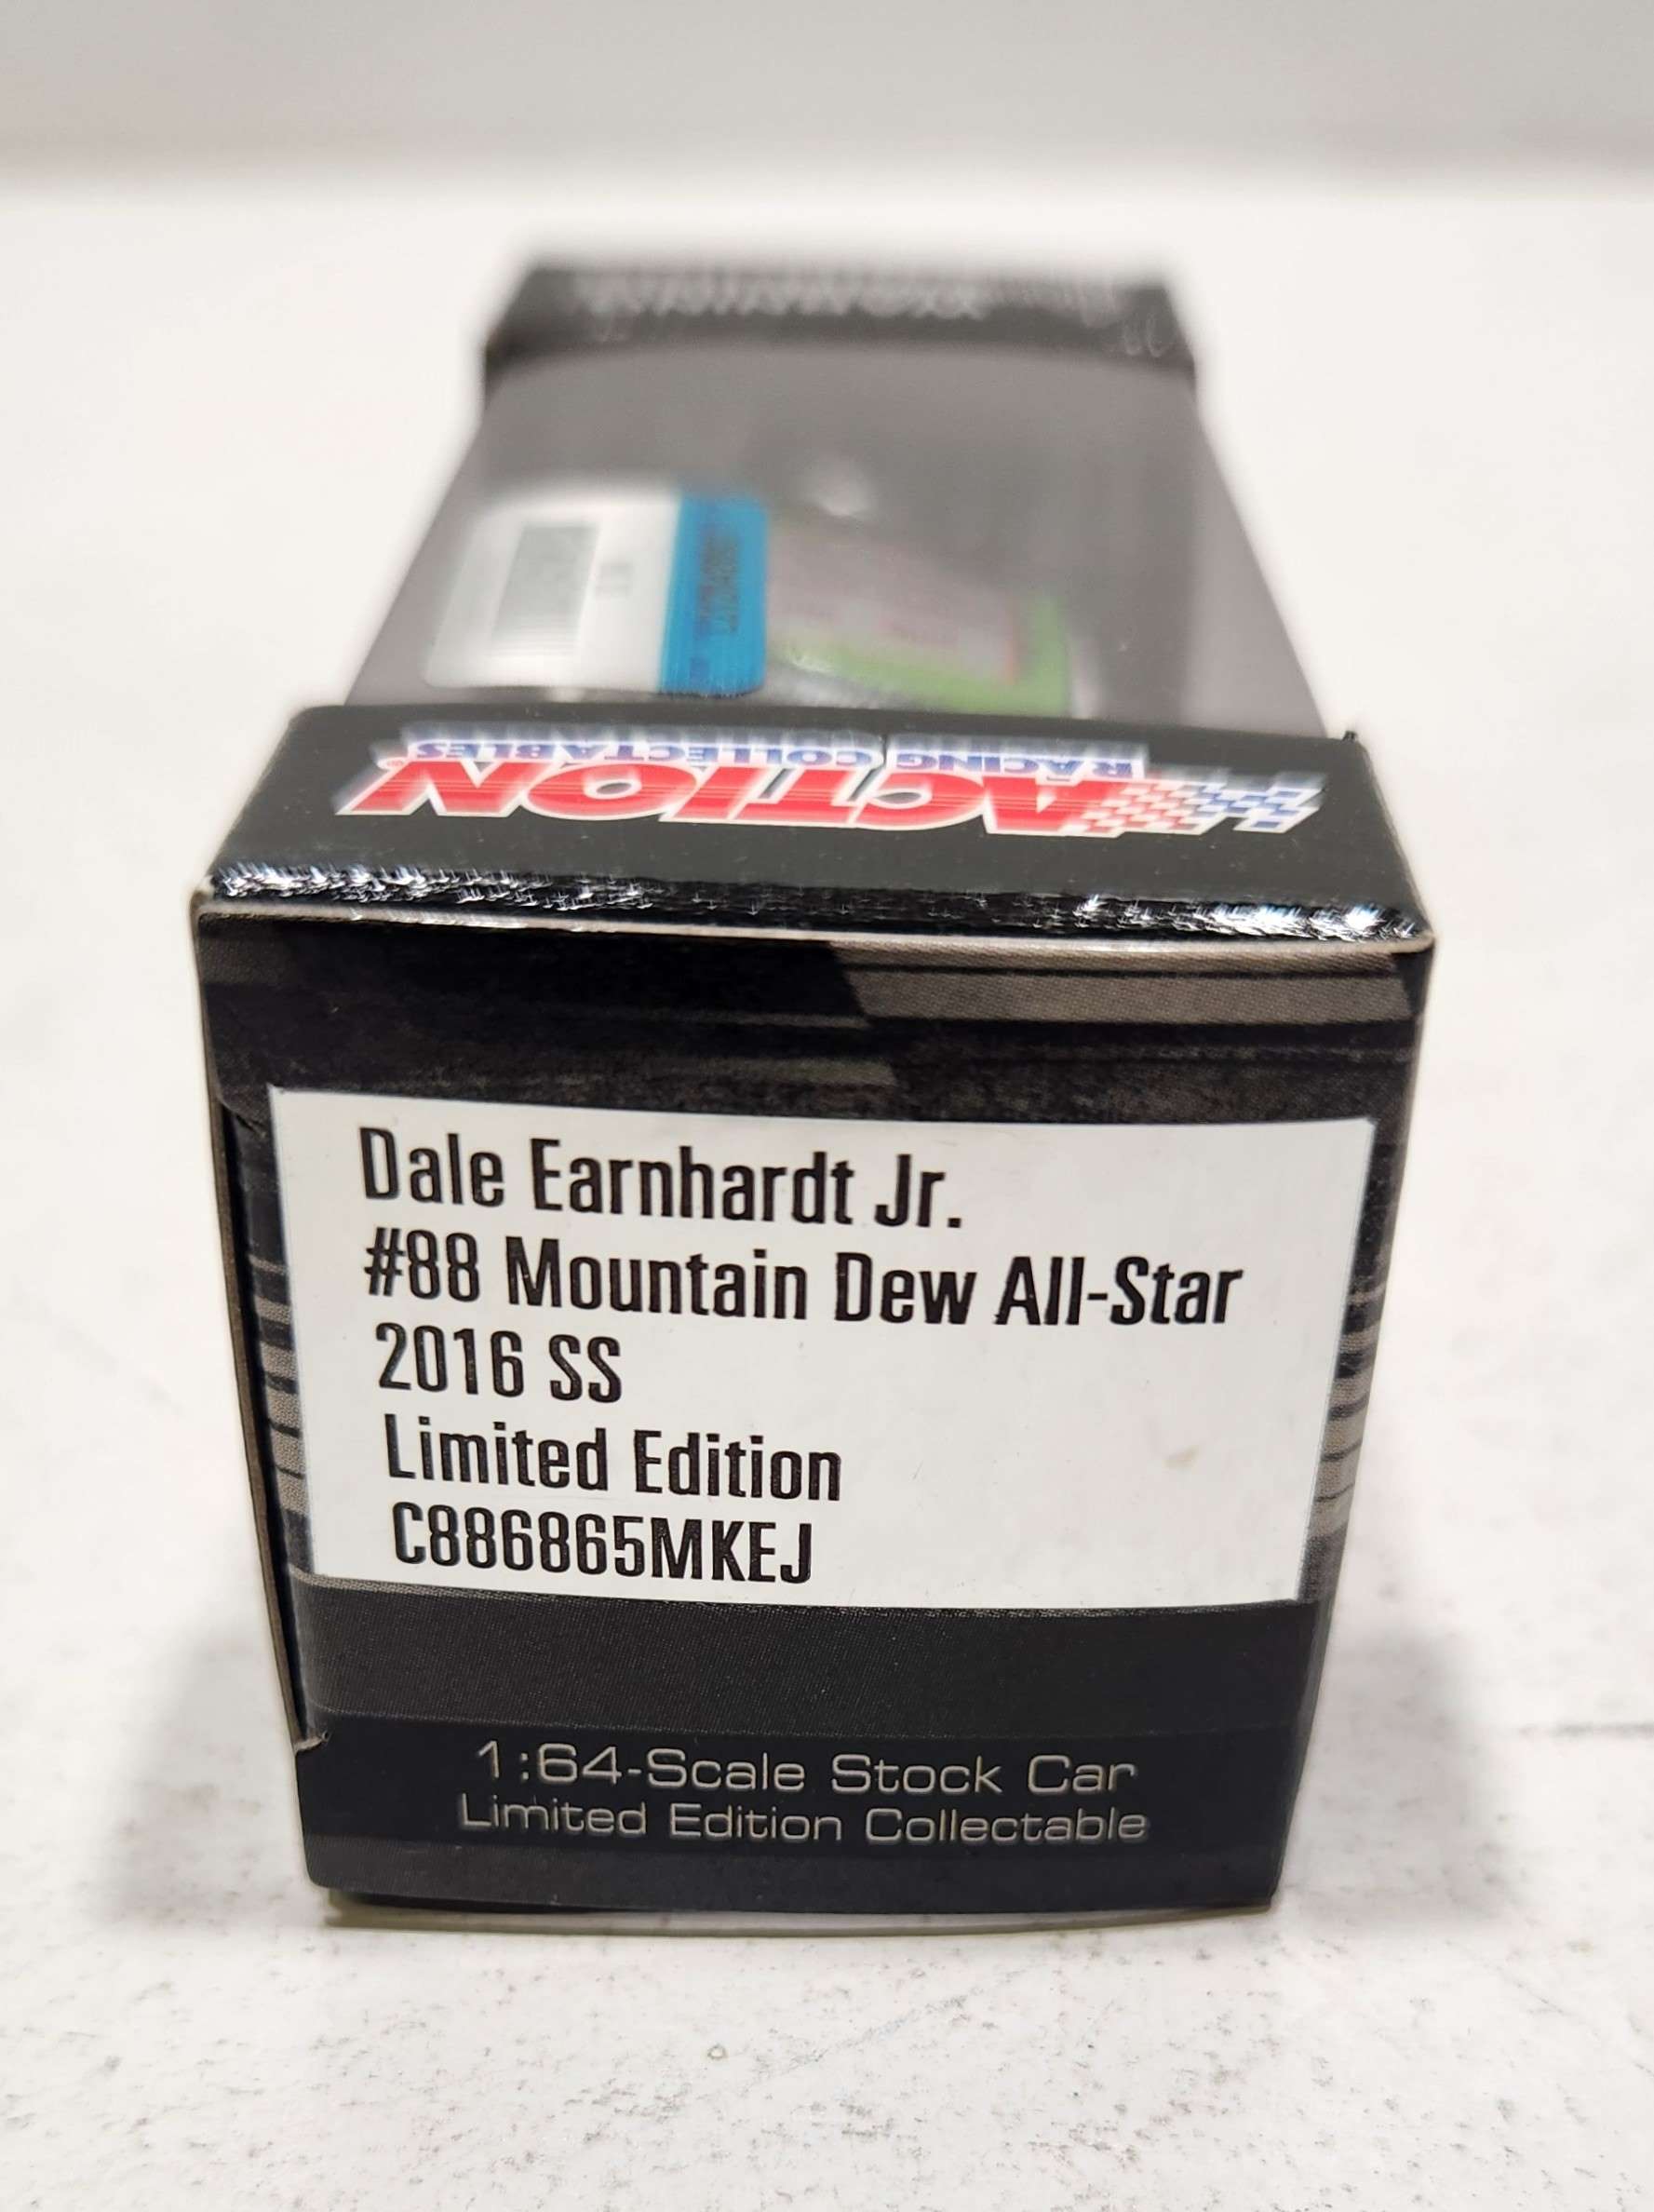 ACTION
RACING COLLECTABLES
Dale Earnhardt Jr.
#88 Mountain Dew All-Star
2016 SS
Limited Edition
C886865MKEJ
1:64-Scale Stock Car
Limited Edition Collectable